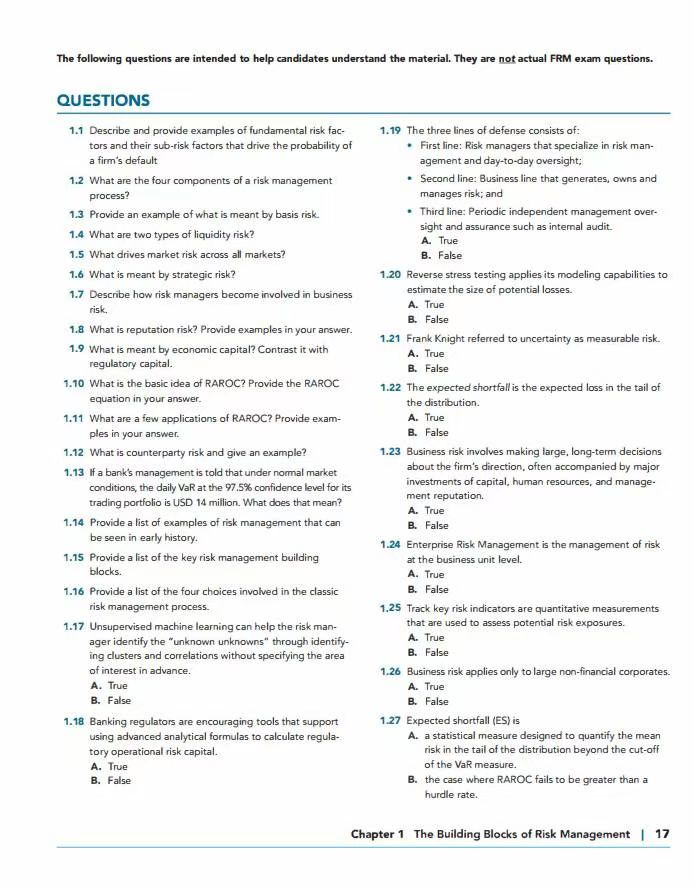 The following questions are intended to help candidates understand the material. They are not actual FRM exam questions.
QUESTIONS
1.1 Describe and provide examples of fundamental risk fac-
tors and their sub-risk factors that drive the probability of
a firm's default
1.2 What are the four components of a risk management
process?
1.3 Provide an example of what is meant by basis risk.
1.4 What are two types of liquidity risk?
1.5 What drives market risk across all markets?
1.6 What is meant by strategic risk?
1.7 Describe how risk managers become involved in business
risk.
1.8 What is reputation risk? Provide examples in your answer.
1.9 What is meant by economic capital? Contrast it with
regulatory capital.
1.10 What is the basic idea of RAROC? Provide the RAROC
equation in your answer.
1.11 What are a few applications of RAROC? Provide exam-
ples in your answer.
1.12 What is counterparty risk and give an example?
1.13 If a bank's management is told that under normal market
conditions, the daily VaR at the 97.5% confidence level for its
trading portfolio is USD 14 million. What does that mean?
1.14 Provide a list of examples of risk management that can
be seen in early history.
1.15 Provide a list of the key risk management building
blocks.
1.16 Provide a list of the four choices involved in the classic
risk management process.
1.17 Unsupervised machine learning can help the risk man-
ager identify the "unknown unknowns" through identify-
ing clusters and correlations without specifying the area
of interest in advance.
A. True
B. False
1.18 Banking regulators are encouraging tools that support
using advanced analytical formulas to calculate regula-
tory operational risk capital.
A. True
B. False
1.19 The three lines of defense consists of:
• First line: Risk managers that specialize in risk man-
agement and day-to-day oversight;
• Second line: Business line that generates, owns and
manages risk; and
• Third line: Periodic independent management over-
sight and assurance such as internal audit.
A. True
B. False
1.20 Reverse stress testing applies its modeling capabilities to
estimate the size of potential losses.
A. True
B. False
1.21 Frank Knight referred to uncertainty as measurable risk.
A. True
B. False
1.22 The expected shortfall is the expected loss in the tail of
the distribution.
A. True
B. False
1.23 Business risk involves making large, long-term decisions
about the firm's direction, often accompanied by major
investments of capital, human resources, and manage-
ment reputation.
A. True
B. False
1.24 Enterprise Risk Management is the management of risk
at the business unit level.
A. True
B. False
1.25 Track key risk indicators are quantitative measurements
that are used to assess potential risk exposures.
A. True
B. False
1.26 Business risk applies only to large non-financial corporates.
A. True
B. False
1.27 Expected shortfall (ES) is
A. a statistical measure designed to quantify the mean
risk in the tail of the distribution beyond the cut-off
of the VaR measure.
B. the case where RAROC fails to be greater than a
hurdle rate.
Chapter 1 The Building Blocks of Risk Management | 17